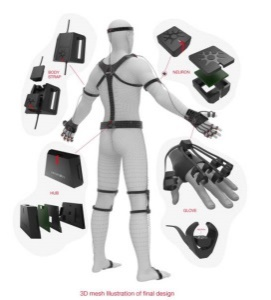 BODY
STRAP
NEURON
HUB
GLOVE
3D mesh illustration of final design